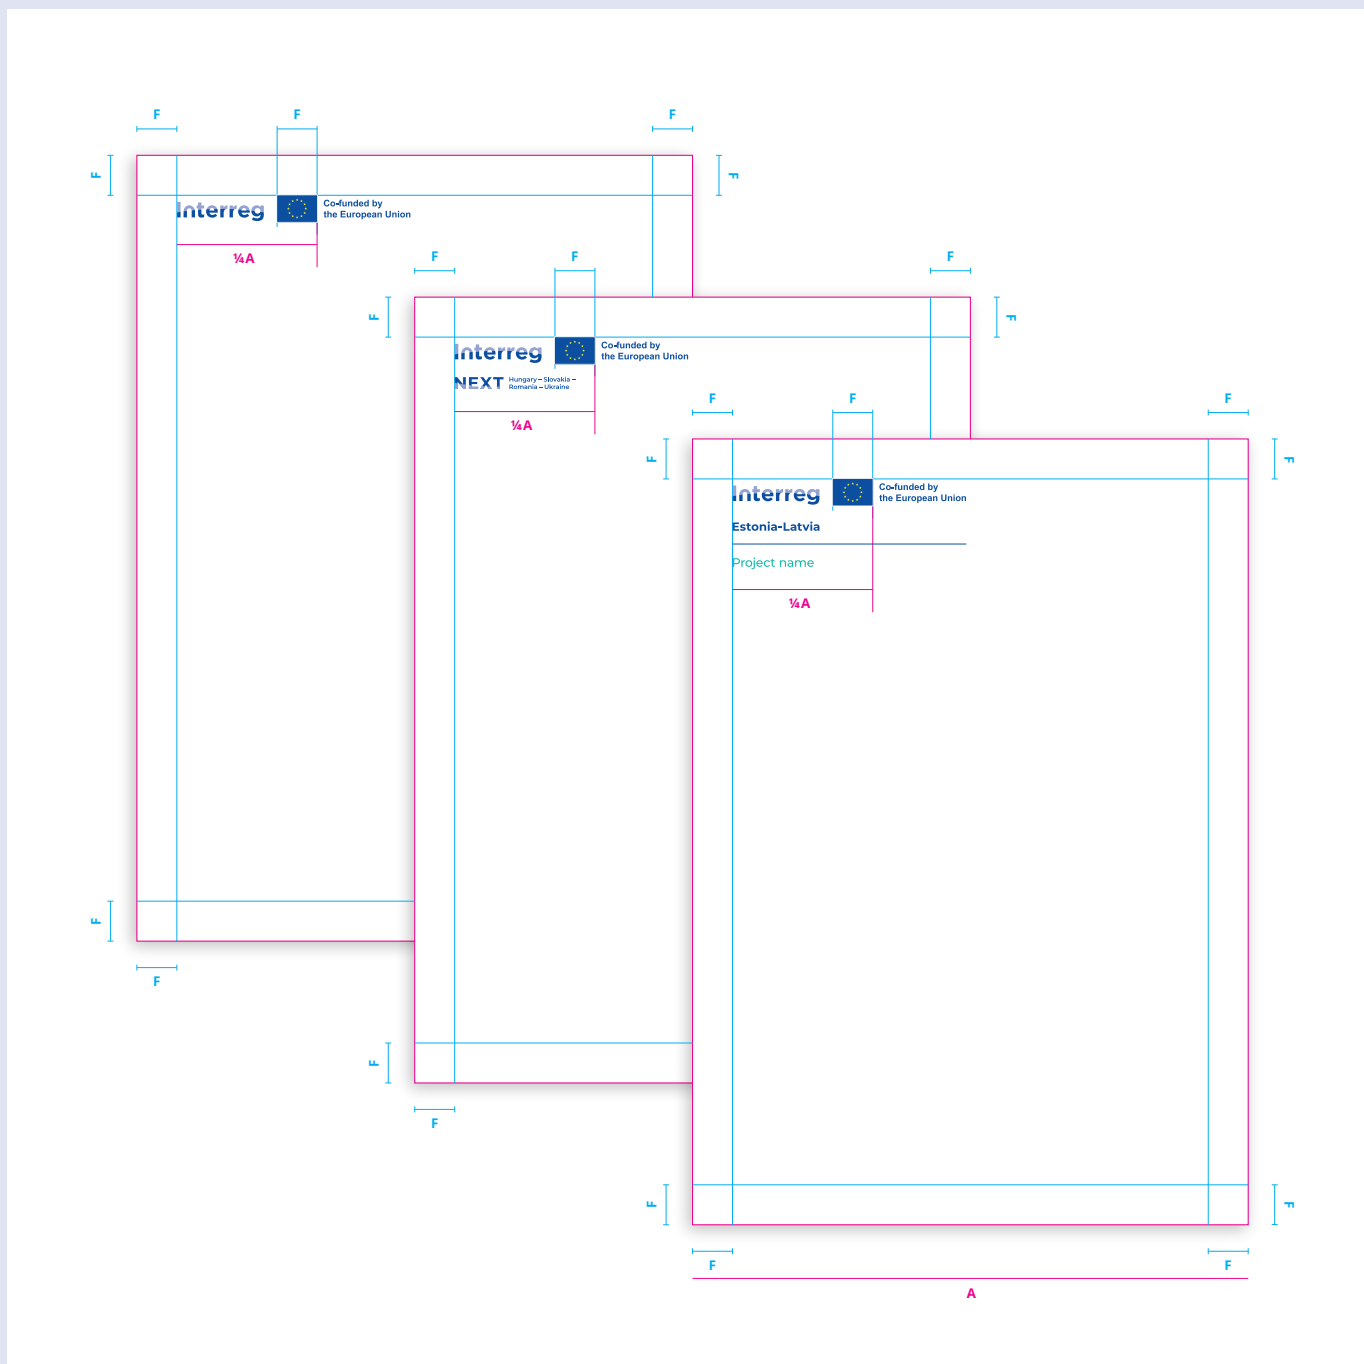 F F F
F F
Interreg Co-funded by
the European Union
¼A
F F F
F F
Interreg Co-funded by
the European Union
NEXT Hungary – Slovakia –
Romania – Ukraine
¼A
F F F
F F
Interreg Co-funded by
the European Union
Estonia-Latvia
Project name
¼A
F
F
F
F
F F
F F
A